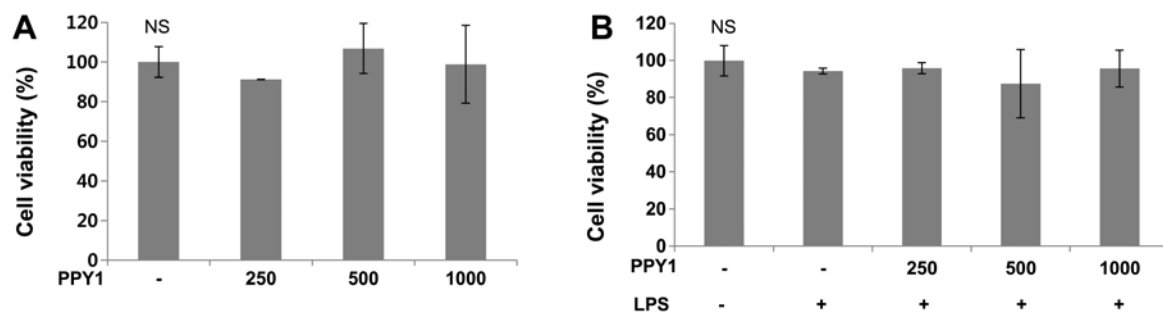 A
NS
Cell viability (%)
120
100
80
60
40
20
0
PPY1 - 250 500 1000
B
NS
Cell viability (%)
120
100
80
60
40
20
0
PPY1 - - 250 500 1000
LPS - + + + +